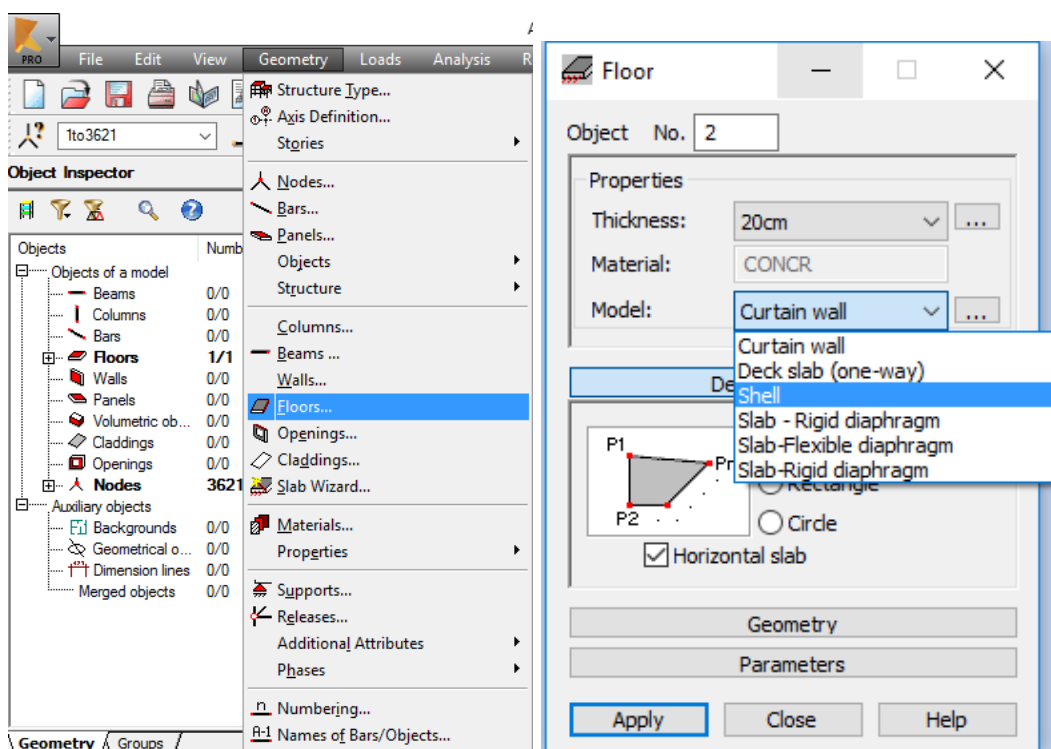 PRO
File Edit View Geometry Loads Analysis R
1to3621
Object Inspector
Objects Numb
Objects of a model
Beams 0/0
Columns 0/0
Bars 0/0
Floors 1/1
Walls 0/0
Panels 0/0
Volumetric ob... 0/0
Claddings 0/0
Openings 0/0
Nodes 3621
Auxiliary objects
Backgrounds 0/0
Geometrical o... 0/0
Dimension lines 0/0
Merged objects 0/0
Geometry Groups
Structure Type...
Axis Definition...
Stories
Nodes...
Bars...
Panels...
Objects
Structure
Columns...
Beams ...
Walls...
Floors...
Openings...
Claddings...
Slab Wizard...
Materials...
Properties
Supports...
Releases...
Additional Attributes
Phases
Numbering...
Names of Bars/Objects...
Floor
Object No. 2
Properties
Thickness: 20cm ...
Material: CONCR
Model: Curtain wall ...
Curtain wall
Deck slab (one-way)
De
Shell
Slab - Rigid diaphragm
Slab-Flexible diaphragm
Slab-Rigid diaphragm
P1
Pn
P2
Rectangle
Circle
Horizontal slab
Geometry
Parameters
Apply Close Help